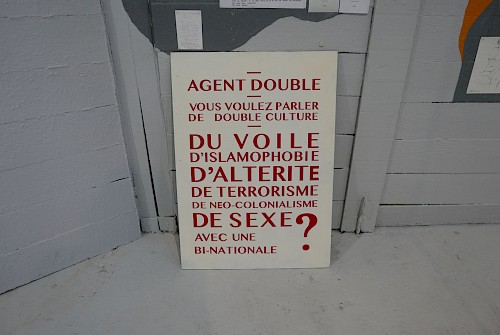 AGENT DOUBLE
VOUS VOULEZ PARLER
DE DOUBLE CULTURE
DU VOILE
D'ISLAMOPHOBIE
D'ALTERITE
DE TERRORISME
DE NEO-COLONIALISME
DE SEXE
AVEC UNE
BI-NATIONALE ?